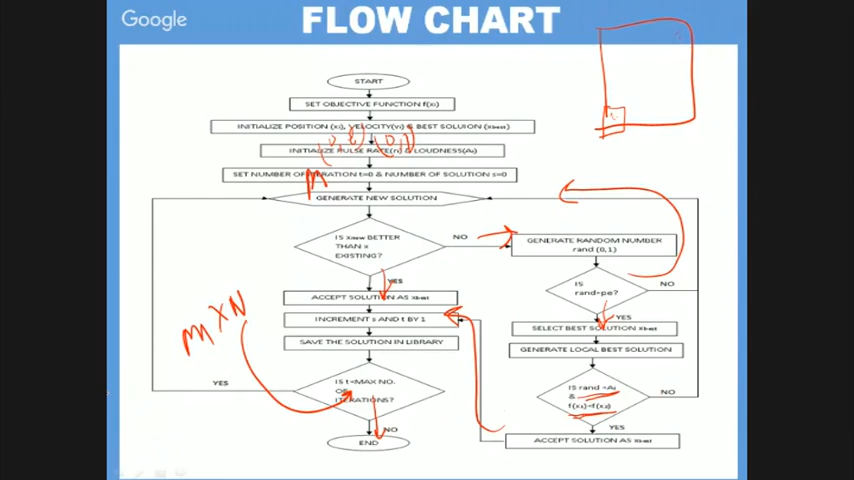 Google
FLOW CHART
START
SET OBJECTIVE FUNCTION f(xi)
INITIALIZE POSITION (xi), VELOCITY(vi) & BEST SOLUION (xbest)
INITIALIZE PULSE RATE(ri) & LOUDNESS(Ai)
SET NUMBER OF ITERATION t=0 & NUMBER OF SOLUTION s=0
GENERATE NEW SOLUTION
IS xnew BETTER
THAN x
EXISTING?
NO
YES
GENERATE RANDOM NUMBER
rand (0,1)
IS
rand>pe?
NO
YES
SELECT BEST SOLUTION xbest
GENERATE LOCAL BEST SOLUTION
IS rand <Ai
&
f(x1)<f(x2)
NO
YES
ACCEPT SOLUTION AS xbest
ACCEPT SOLUTION AS xbest
INCREMENT s AND t BY 1
SAVE THE SOLUTION IN LIBRARY
IS t<MAX NO.
OF
ITERATIONS?
YES
NO
END
M
M X N